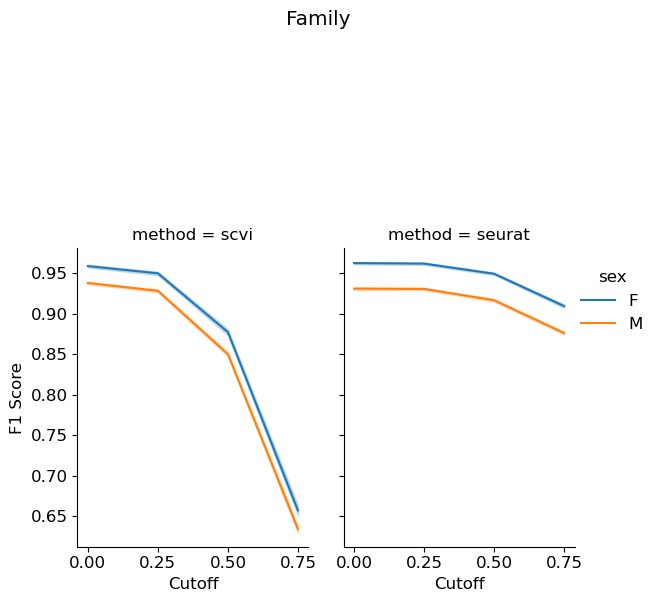 Family
method = scvi
method = seurat
F1 Score
0.95
0.90
0.85
0.80
0.75
0.70
0.65
0.00 0.25 0.50 0.75
Cutoff
0.00 0.25 0.50 0.75
Cutoff
sex
F
M